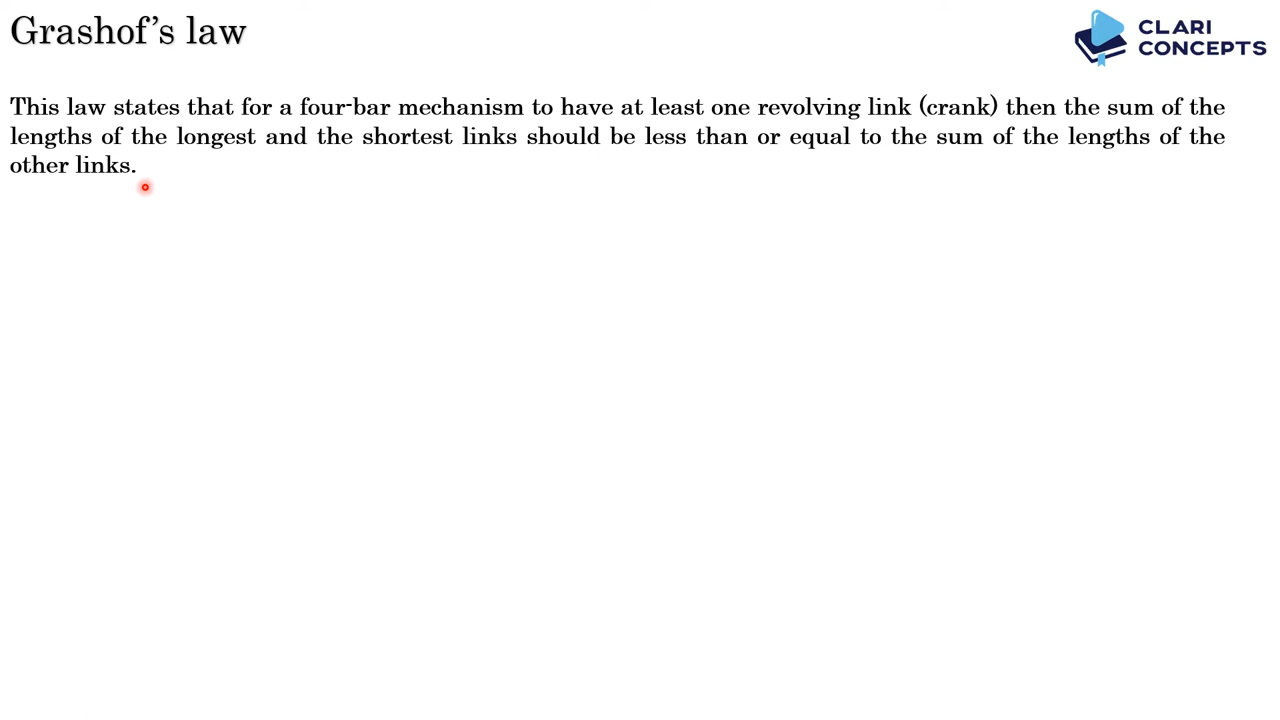 Grashof’s law
CLARI
CONCEPTS
This law states that for a four-bar mechanism to have at least one revolving link (crank) then the sum of the
lengths of the longest and the shortest links should be less than or equal to the sum of the lengths of the
other links.